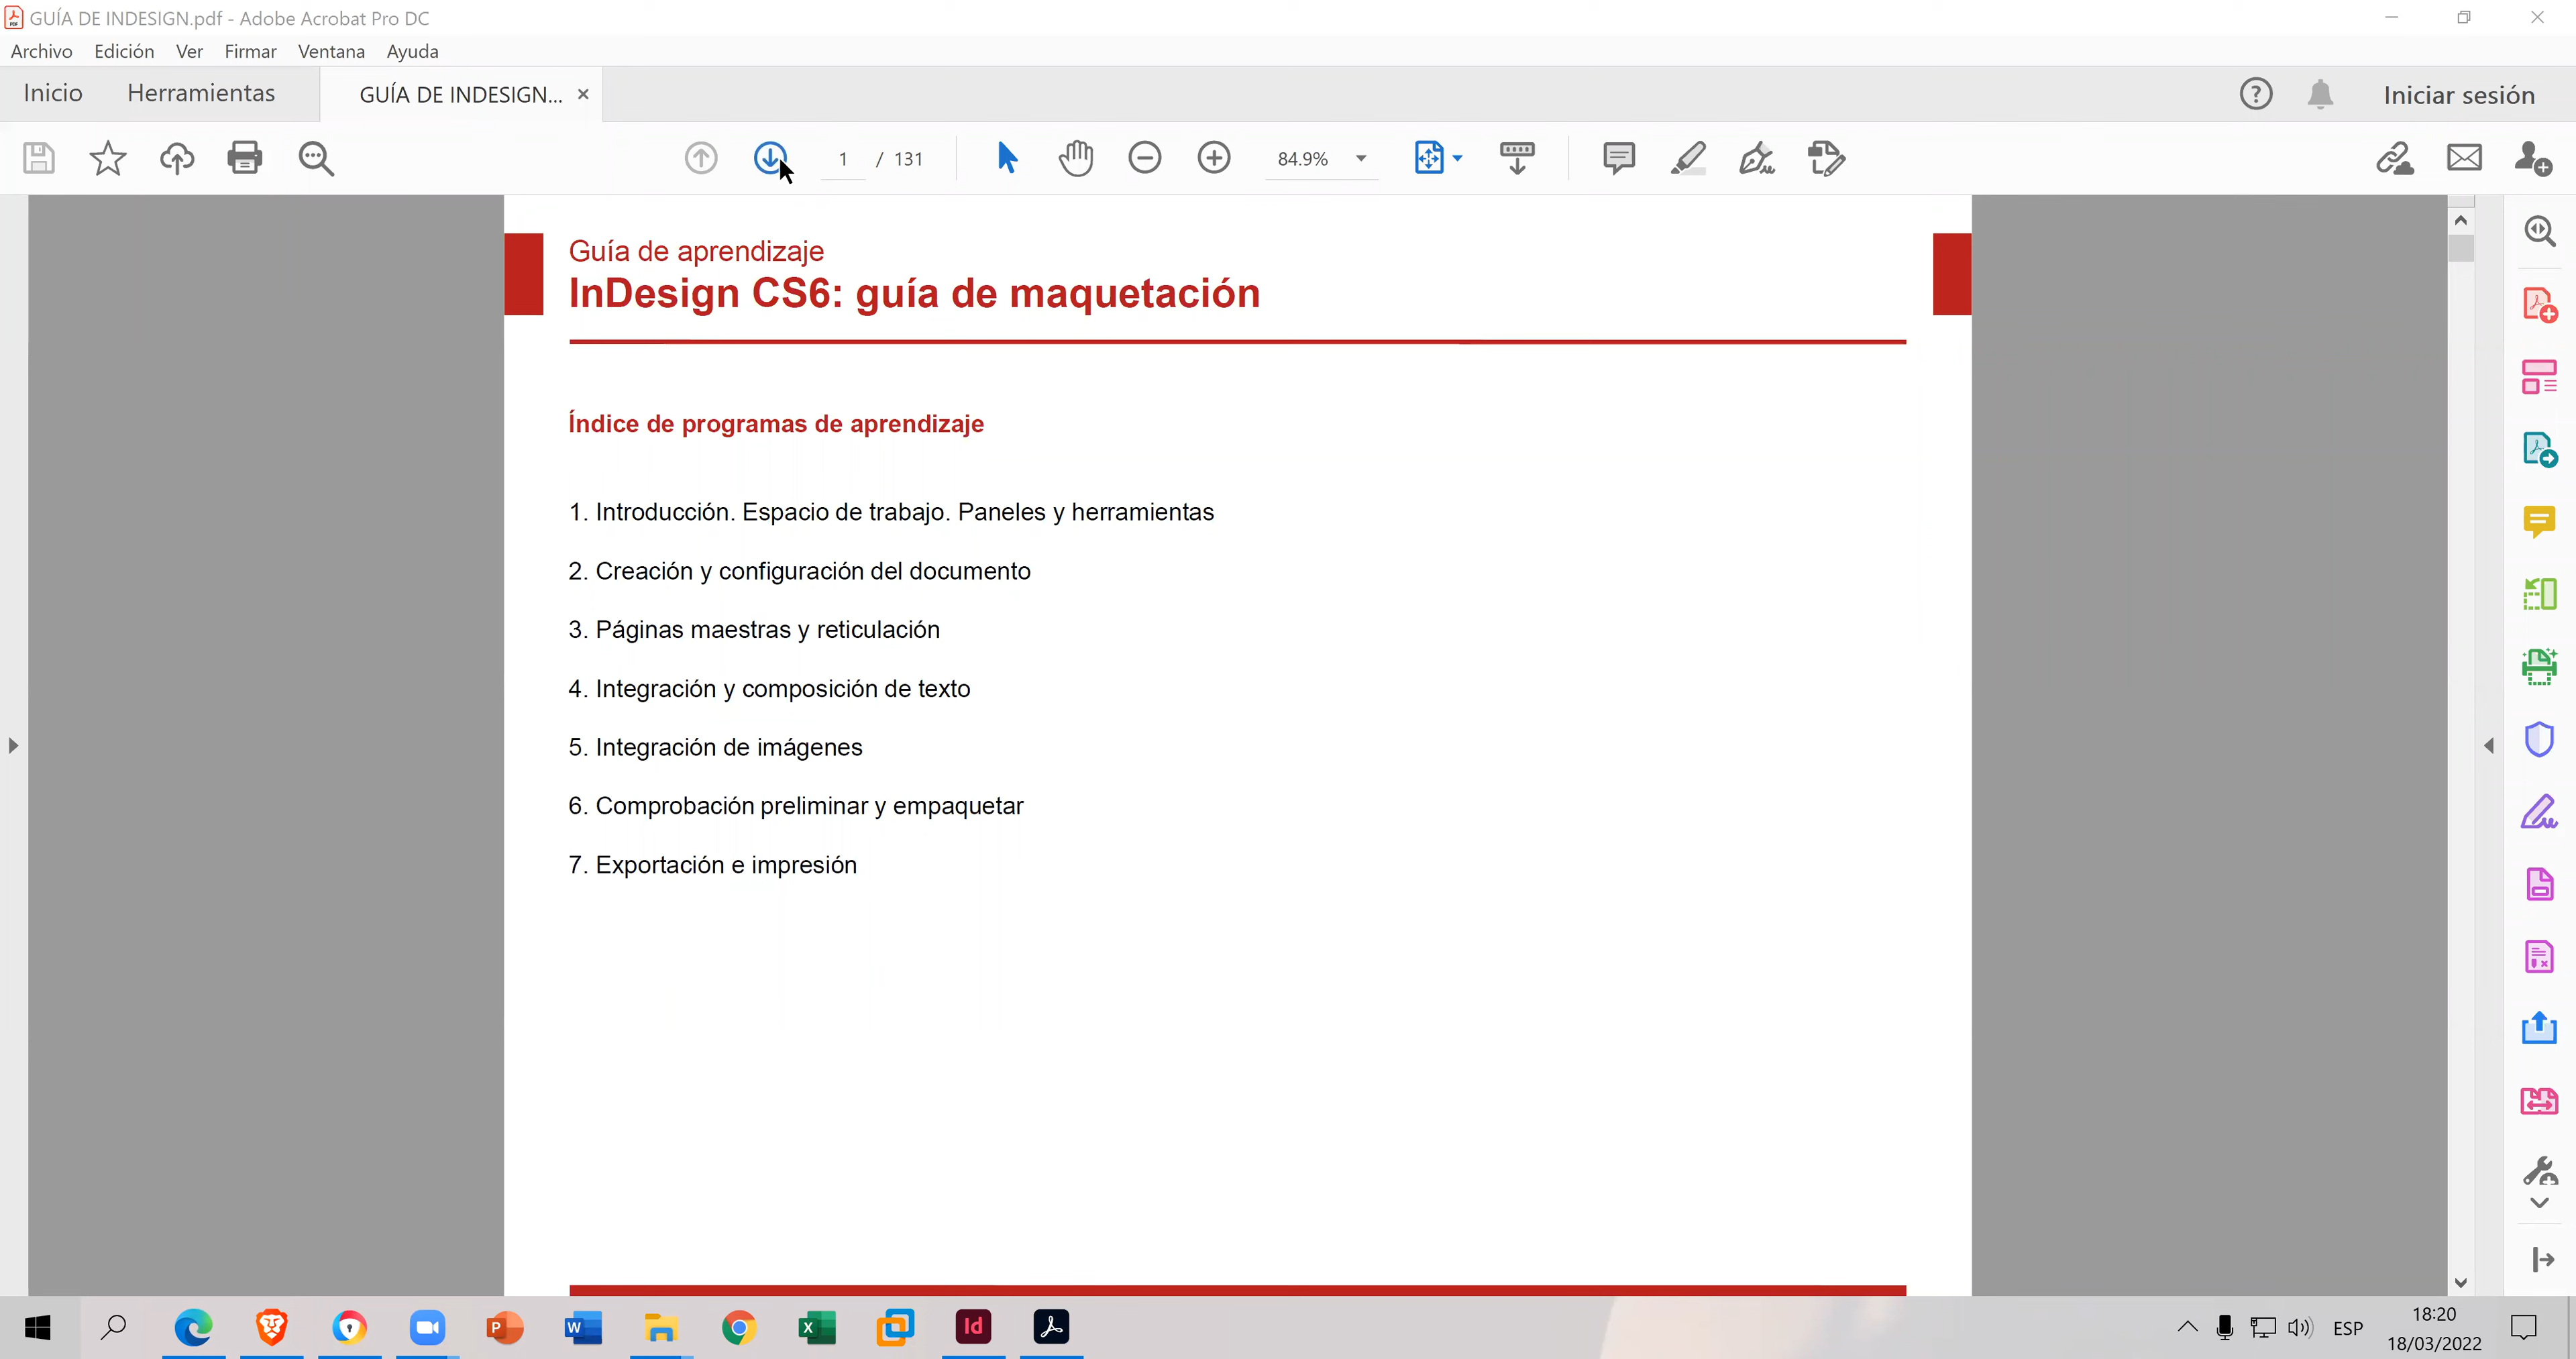 GUÍA DE INDESIGN.pdf - Adobe Acrobat Pro DC
Archivo Edición Ver Firmar Ventana Ayuda
Inicio Herramientas GUÍA DE INDESIGN... × Iniciar sesión
1 / 131 84.9%
Guía de aprendizaje
InDesign CS6: guía de maquetación
Índice de programas de aprendizaje
1. Introducción. Espacio de trabajo. Paneles y herramientas
2. Creación y configuración del documento
3. Páginas maestras y reticulación
4. Integración y composición de texto
5. Integración de imágenes
6. Comprobación preliminar y empaquetar
7. Exportación e impresión
ESP
18:20
18/03/2022